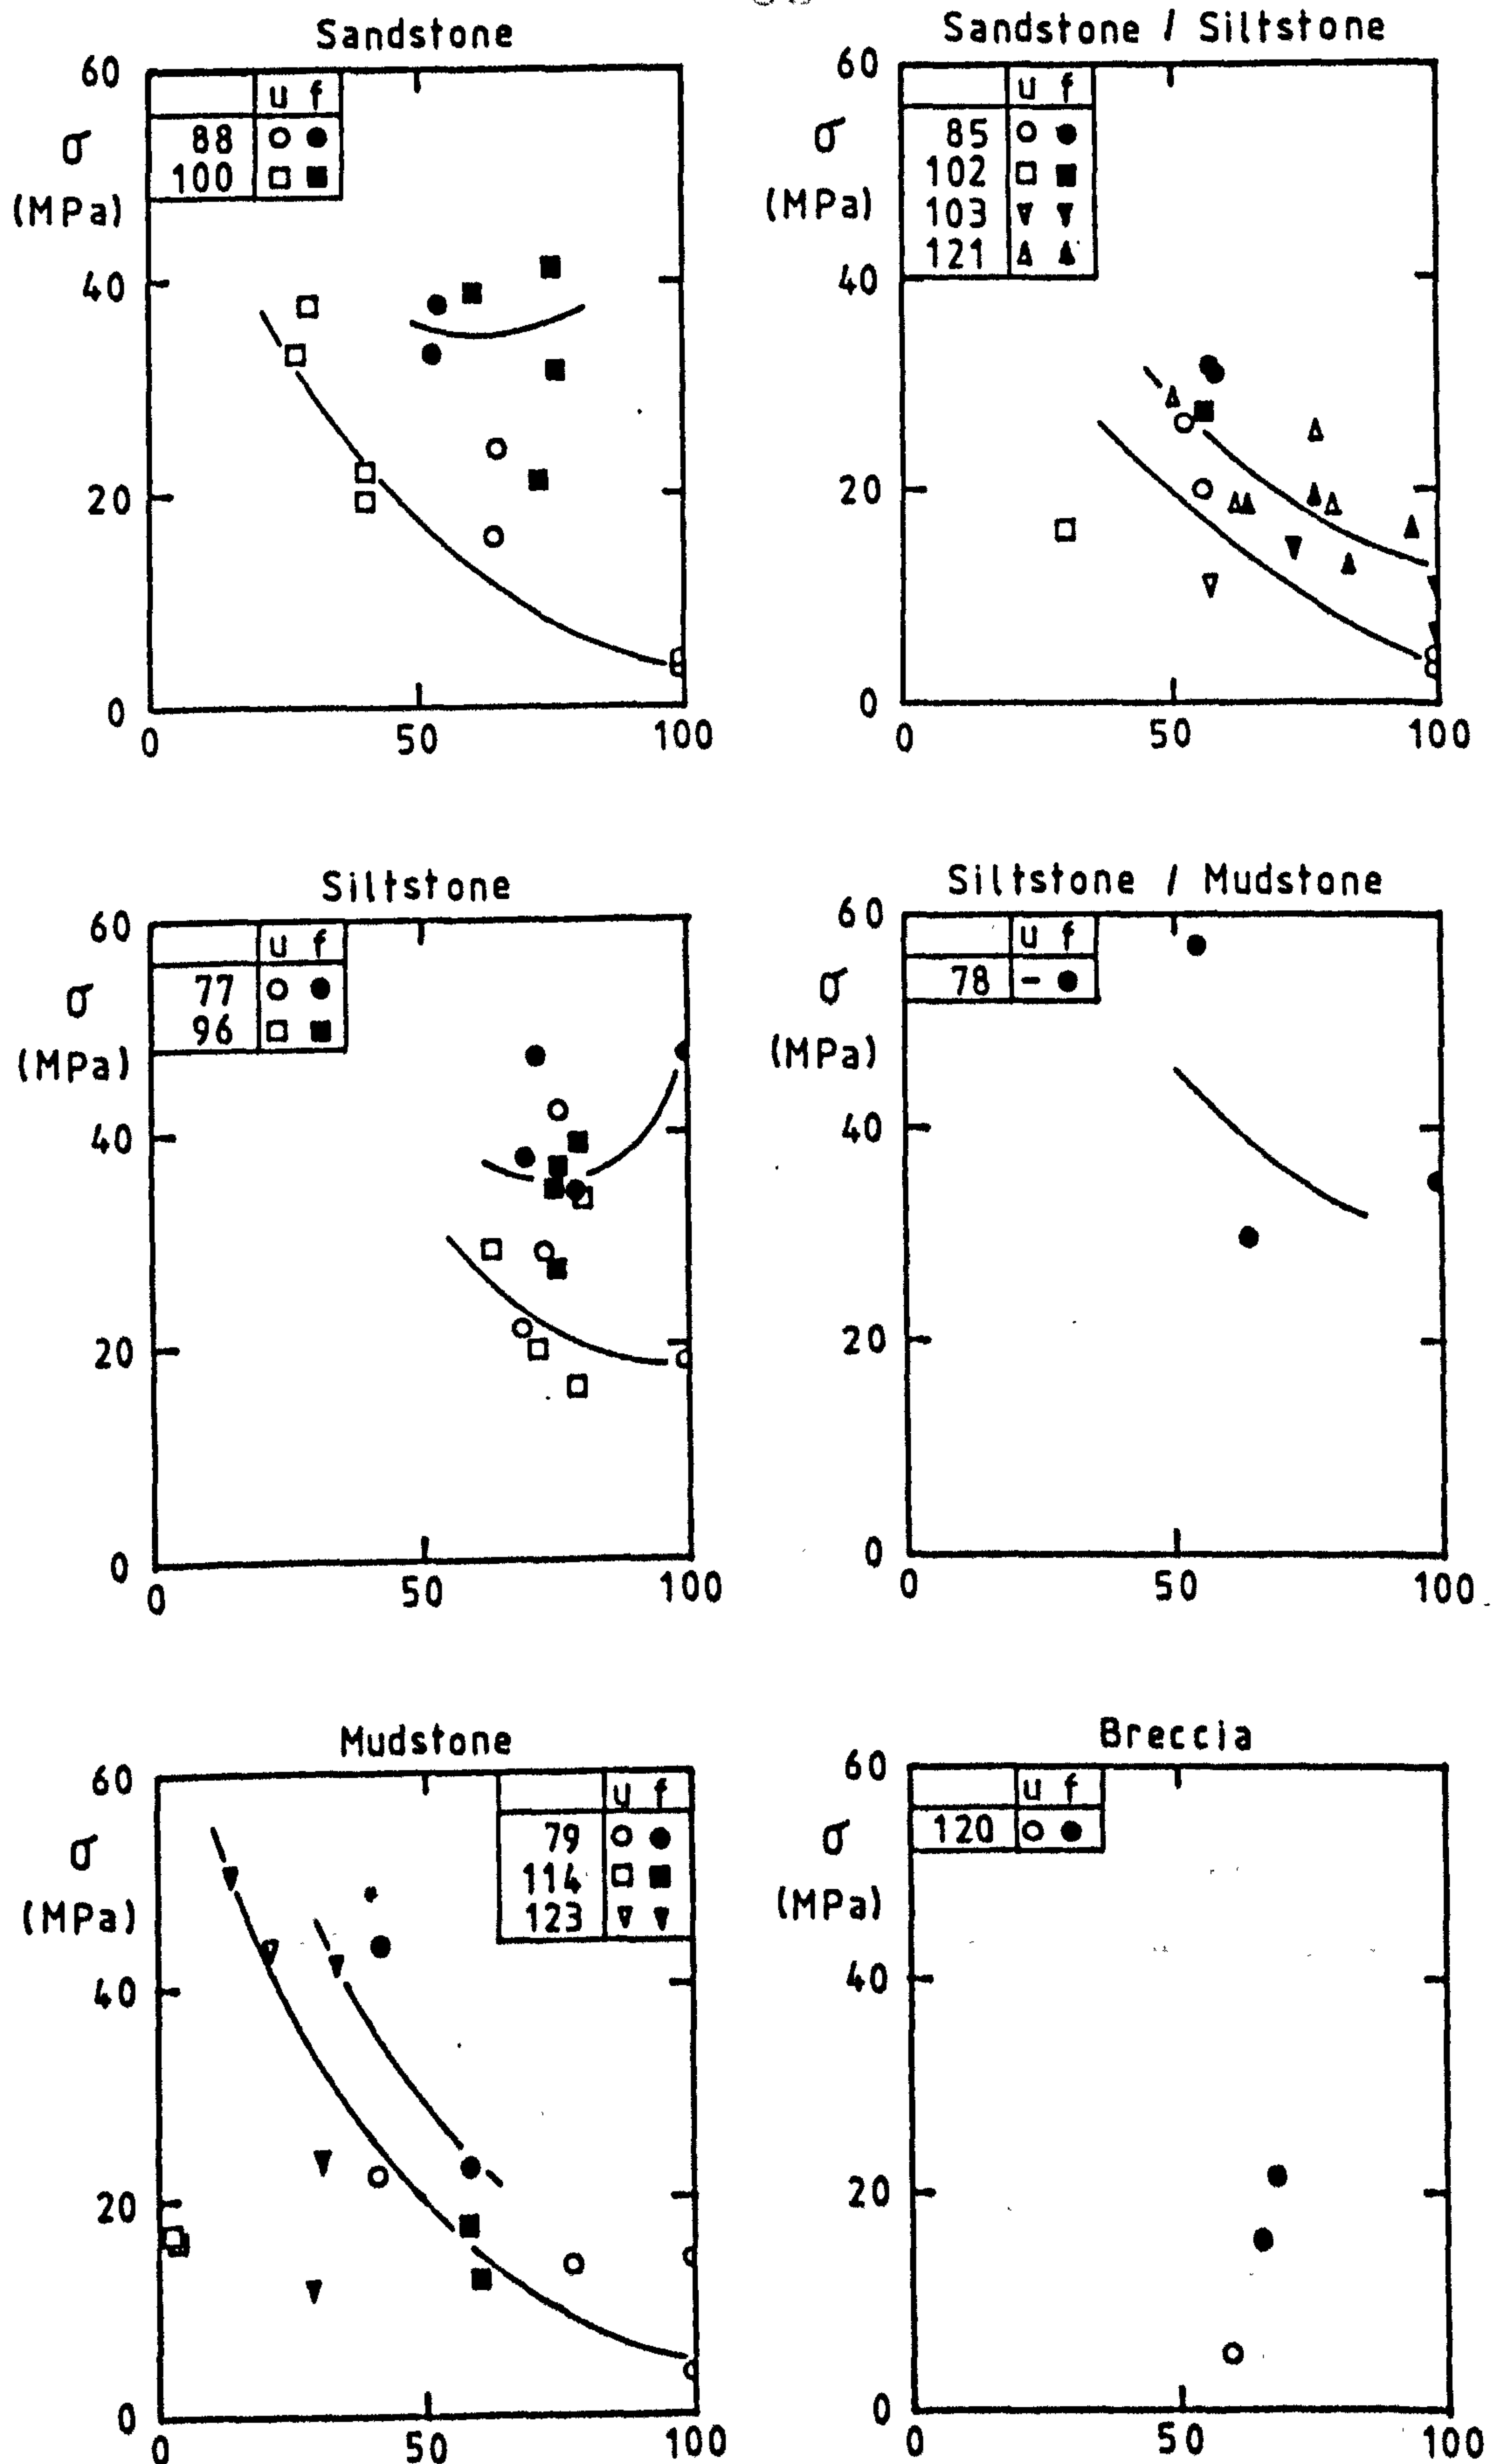 Sandstone
60
σ
(MPa)
40
20
0
0 50 100
u f
88
100
Sandstone / Siltstone
60
σ
(MPa)
40
20
0
0 50 100
u f
85
102
103
121
Siltstone
60
σ
(MPa)
40
20
0
0 50 100
u f
77
96
Siltstone / Mudstone
60
σ
(MPa)
40
20
0
0 50 100
u f
78 -
Mudstone
60
σ
(MPa)
40
20
0
0 50 100
u f
79
114
123
Breccia
60
σ
(MPa)
40
20
0
0 50 100
u f
120